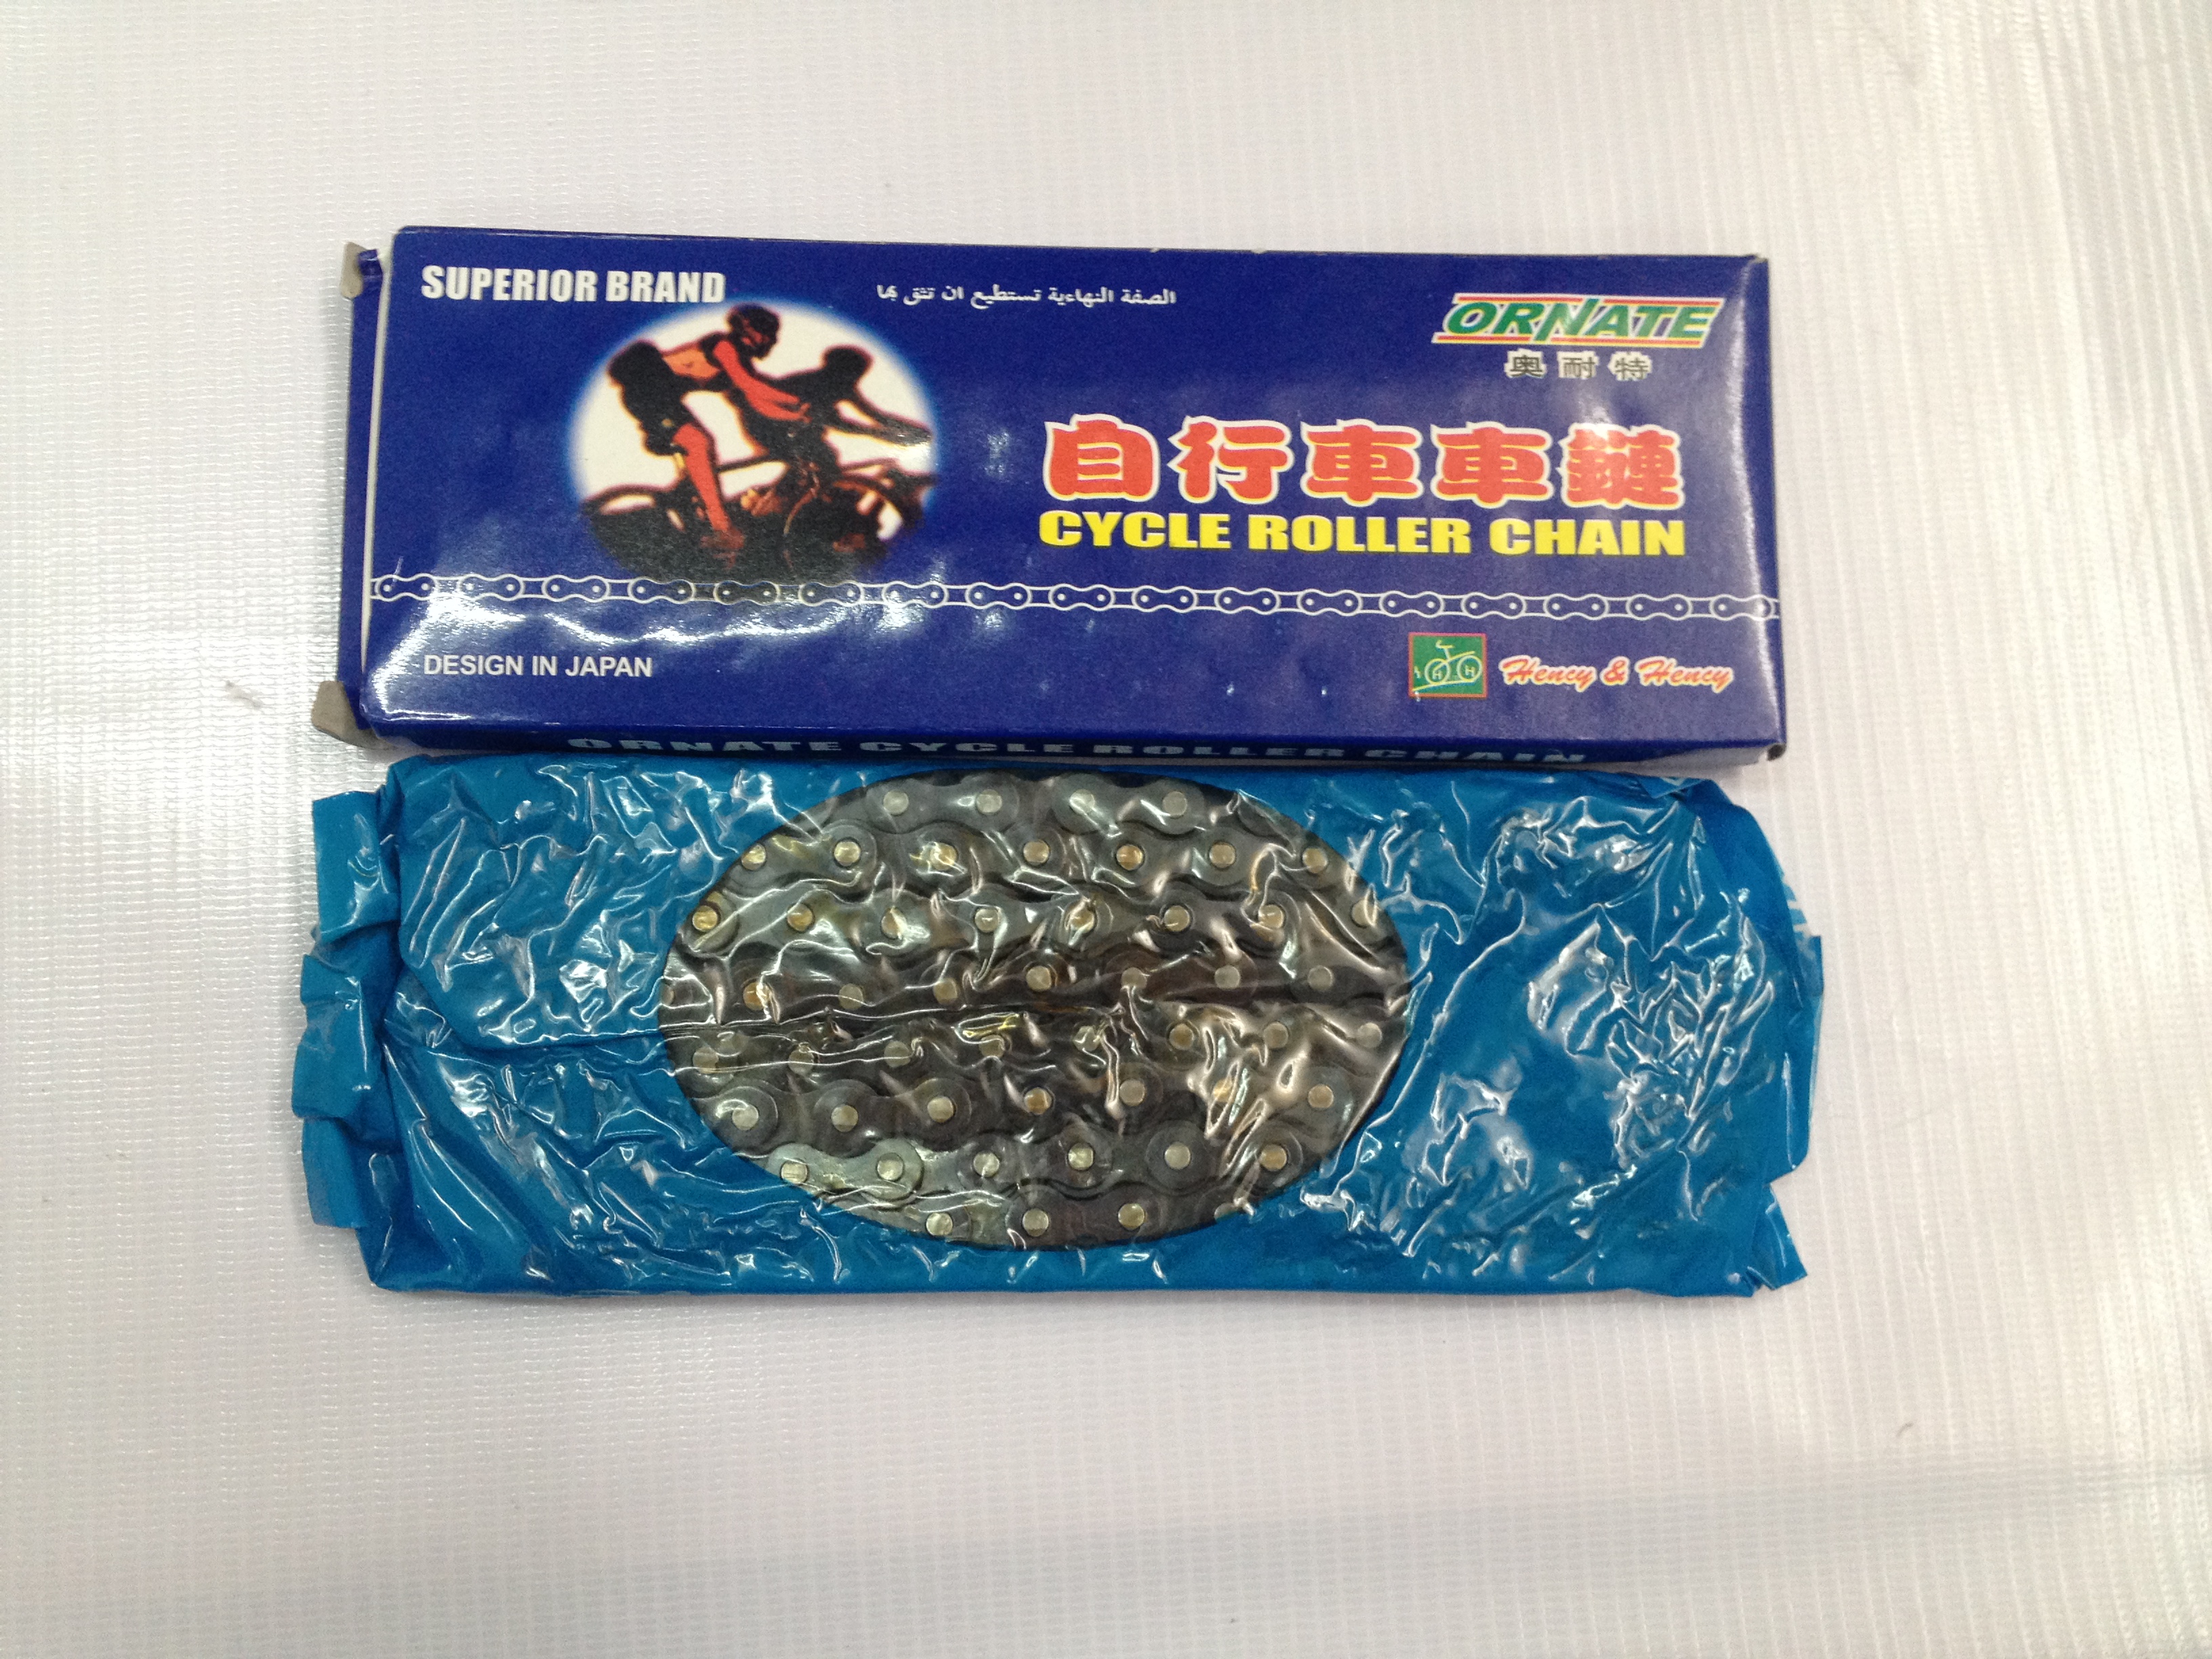 SUPERIOR BRAND
الصفة النهاءية تستطيع ان تثق بها
ORNATE
奥耐特
自行車車鏈
CYCLE ROLLER CHAIN
DESIGN IN JAPAN
H H
Hency & Hency
ORNATE CYCLE ROLLER CHAIN